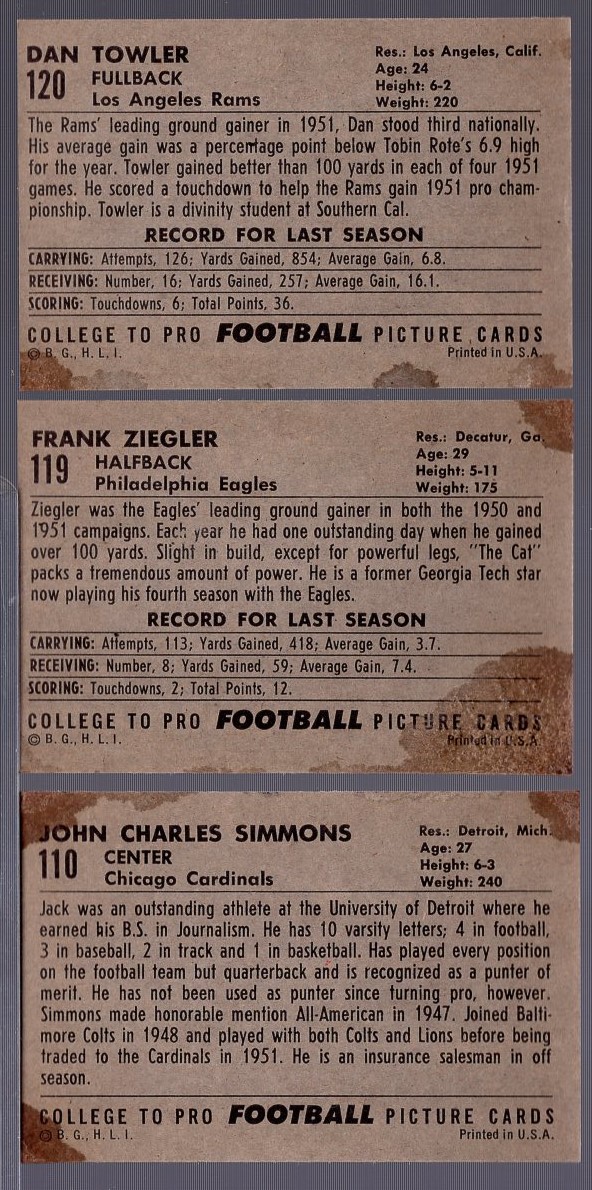 DAN TOWLER
120 FULLBACK
Los Angeles Rams
Res.: Los Angeles, Calif.
Age: 24
Height: 6-2
Weight: 220
The Rams' leading ground gainer in 1951, Dan stood third nationally.
His average gain was a percentage point below Tobin Rote's 6.9 high
for the year. Towler gained better than 100 yards in each of four 1951
games. He scored a touchdown to help the Rams gain 1951 pro cham-
pionship. Towler is a divinity student at Southern Cal.
RECORD FOR LAST SEASON
CARRYING: Attempts, 126; Yards Gained, 854; Average Gain, 6.8.
RECEIVING: Number, 16; Yards Gained, 257; Average Gain, 16.1.
SCORING: Touchdowns, 6; Total Points, 36.
COLLEGE TO PRO FOOTBALL PICTURE CARDS
© B. G., H. L. I. Printed in U.S.A.
FRANK ZIEGLER
119 HALFBACK
Philadelphia Eagles
Res.: Decatur, Ga.
Age: 29
Height: 5-11
Weight: 175
Ziegler was the Eagles' leading ground gainer in both the 1950 and
1951 campaigns. Each year he had one outstanding day when he gained
over 100 yards. Slight in build, except for powerful legs, "The Cat"
packs a tremendous amount of power. He is a former Georgia Tech star
now playing his fourth season with the Eagles.
RECORD FOR LAST SEASON
CARRYING: Attempts, 113; Yards Gained, 418; Average Gain, 3.7.
RECEIVING: Number, 8; Yards Gained, 59; Average Gain, 7.4.
SCORING: Touchdowns, 2; Total Points, 12.
COLLEGE TO PRO FOOTBALL PICTURE CARDS
© B. G., H. L. I. Printed in U.S.A.
JOHN CHARLES SIMMONS
110 CENTER
Chicago Cardinals
Res.: Detroit, Mich.
Age: 27
Height: 6-3
Weight: 240
Jack was an outstanding athlete at the University of Detroit where he
earned his B.S. in Journalism. He has 10 varsity letters; 4 in football,
3 in baseball, 2 in track and 1 in basketball. Has played every position
on the football team but quarterback and is recognized as a punter of
merit. He has not been used as punter since turning pro, however.
Simmons made honorable mention All-American in 1947. Joined Balti-
more Colts in 1948 and played with both Colts and Lions before being
traded to the Cardinals in 1951. He is an insurance salesman in off
season.
COLLEGE TO PRO FOOTBALL PICTURE CARDS
© B. G., H. L. I. Printed in U.S.A.